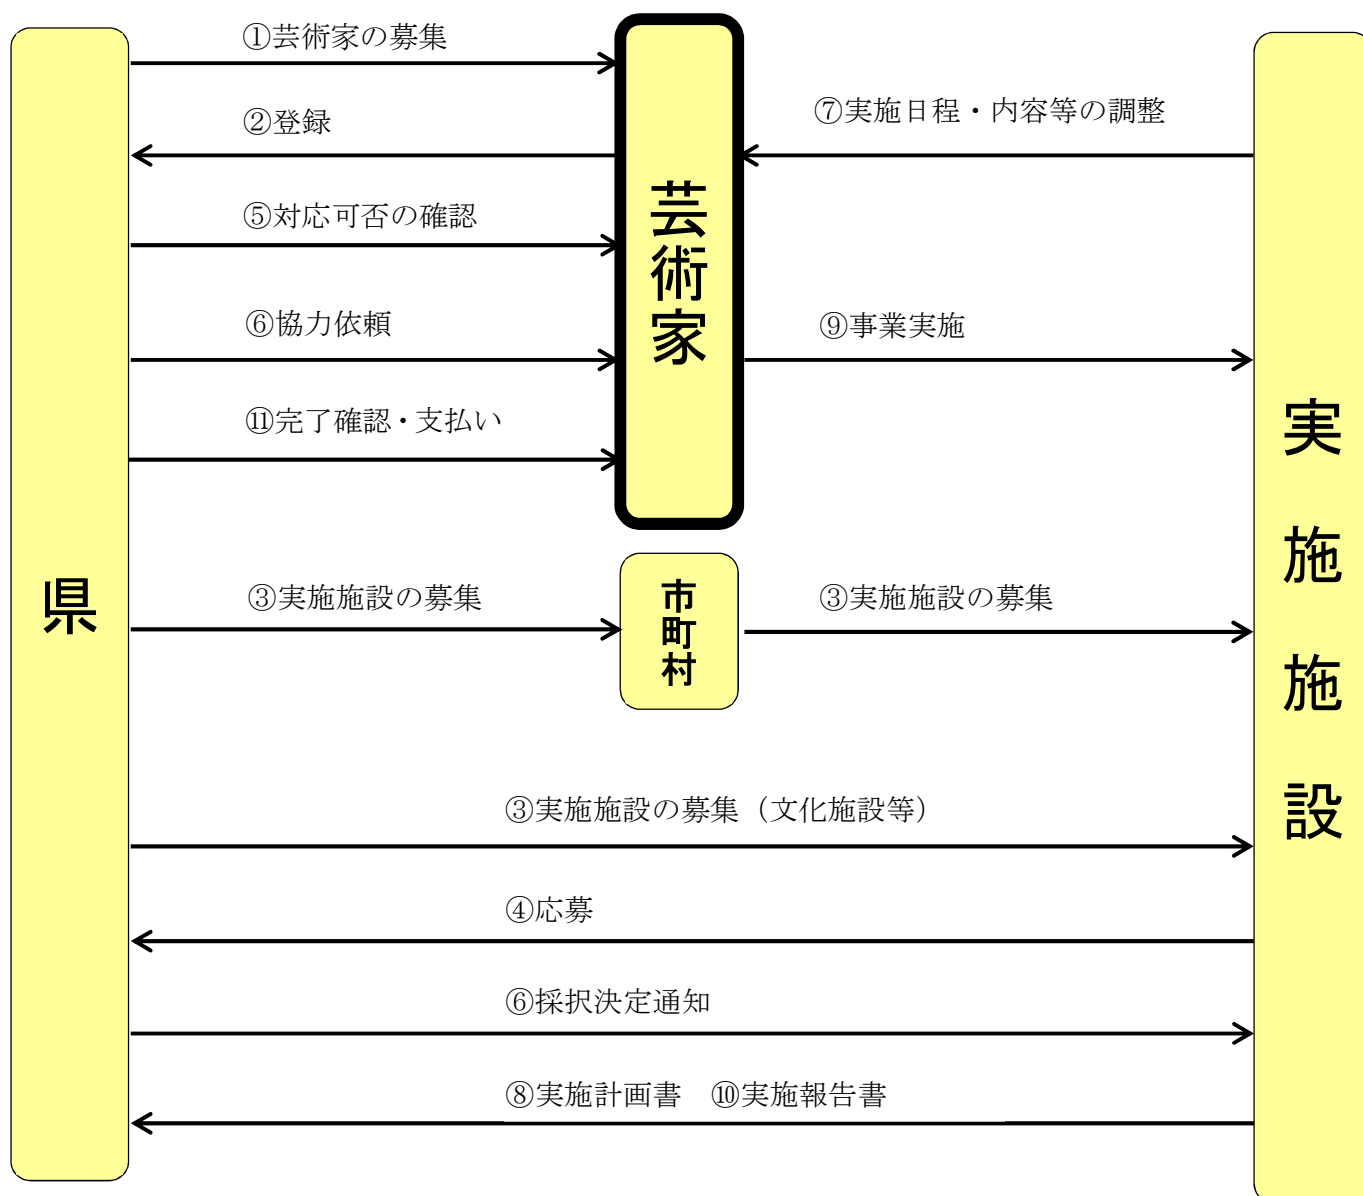 ①芸術家の募集
②登録
⑦実施日程・内容等の調整
⑤対応可否の確認
芸術家
⑥協力依頼
⑨事業実施
⑪完了確認・支払い
県
③実施施設の募集
市町村
③実施施設の募集
実施施設
③実施施設の募集（文化施設等）
④応募
⑥採択決定通知
⑧実施計画書　⑩実施報告書